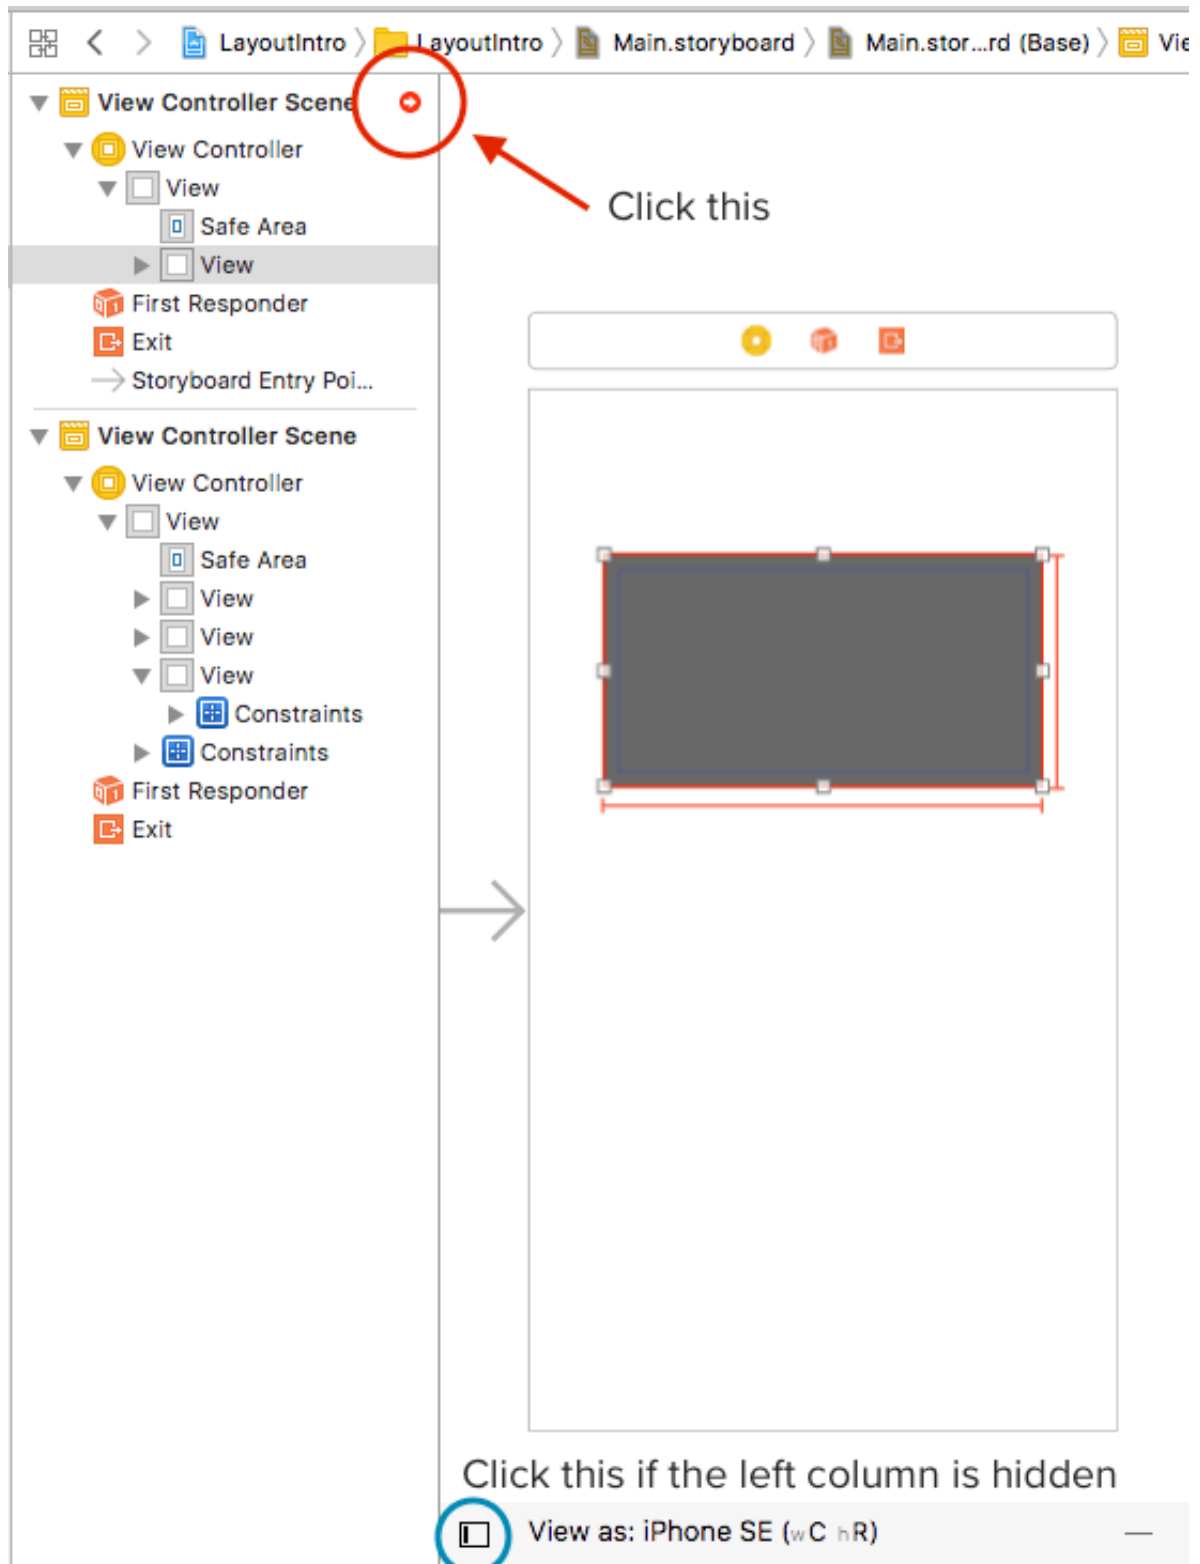 LayoutIntro LayoutIntro Main.storyboard Main.stor...rd (Base) Vie
View Controller Scene
View Controller
View
Safe Area
View
First Responder
Exit
Storyboard Entry Poi...
Click this
View Controller Scene
View Controller
View
Safe Area
View
View
View
Constraints
Constraints
First Responder
Exit
Click this if the left column is hidden
View as: iPhone SE (wC hR)